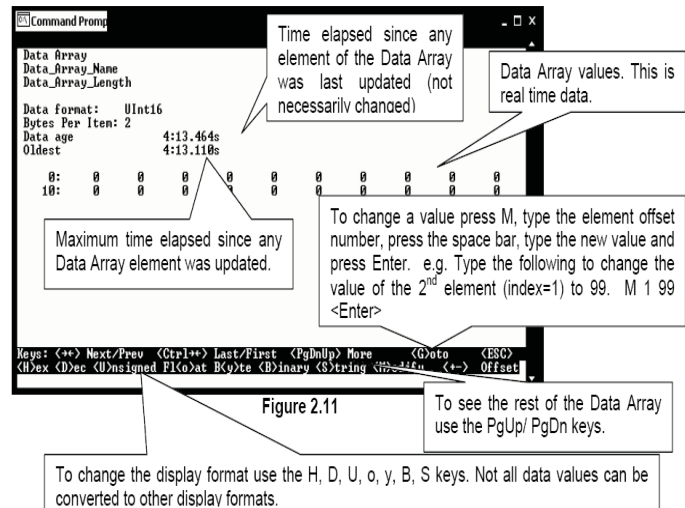 Command Promp
Time elapsed since any
element of the Data Array
was last updated (not
necessarily changed)
Data Array values. This is
real time data.
Data Array
Data_Array_Name
Data_Array_Length
Data format: UInt16
Bytes Per Item: 2
Data age 4:13.464s
Oldest 4:13.110s
0: 0 0 0 0 0 0 0 0 0 0
10: 0 0 0 0 0 0 0 0 0
Maximum time elapsed since any
Data Array element was updated.
To change a value press M, type the element offset
number, press the space bar, type the new value and
press Enter. e.g. Type the following to change the
value of the 2nd element (index=1) to 99. M 1 99
<Enter>
Keys: <↔> Next/Prev <Ctrl↔> Last/First <PgDnUp> More <G>oto <ESC>
<H>ex <D>ec <U>nsigned Fl<o>at B<y>te <B>inary <S>tring <M>odify <+-> Offset
Figure 2.11
To see the rest of the Data Array
use the PgUp/ PgDn keys.
To change the display format use the H, D, U, o, y, B, S keys. Not all data values can be
converted to other display formats.